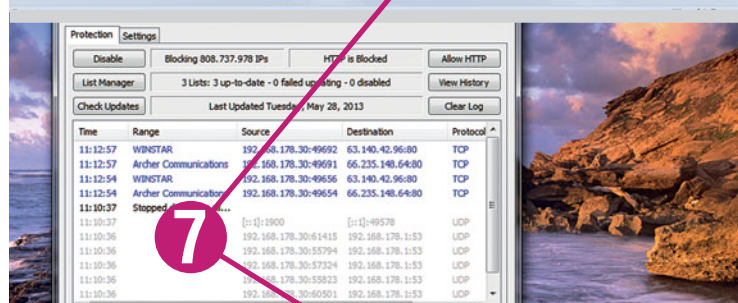 Protection Settings
Disable Blocking 808.737.978 IPs HTTP is Blocked Allow HTTP
List Manager 3 Lists: 3 up-to-date - 0 failed updating - 0 disabled View History
Check Updates Last Updated Tuesday, May 28, 2013 Clear Log
Time Range Source Destination Protocol
11:12:57 WINSTAR 192.168.178.30:49692 63.140.42.96:80 TCP
11:12:57 Archer Communications 192.168.178.30:49691 66.235.148.64:80 TCP
11:12:54 WINSTAR 192.168.178.30:49656 63.140.42.96:80 TCP
11:12:54 Archer Communications 192.168.178.30:49654 66.235.148.64:80 TCP
11:10:37 Stopped
11:10:37 [::1]:1900 [::1]:49578 UDP
11:10:36 192.168.178.30:61415 192.168.178.1:53 UDP
11:10:36 192.168.178.30:55794 192.168.178.1:53 UDP
11:10:36 192.168.178.30:57324 192.168.178.1:53 UDP
11:10:36 192.168.178.30:55823 192.168.178.1:53 UDP
11:10:36 192.168.178.30:60501 192.168.178.1:53 UDP
7